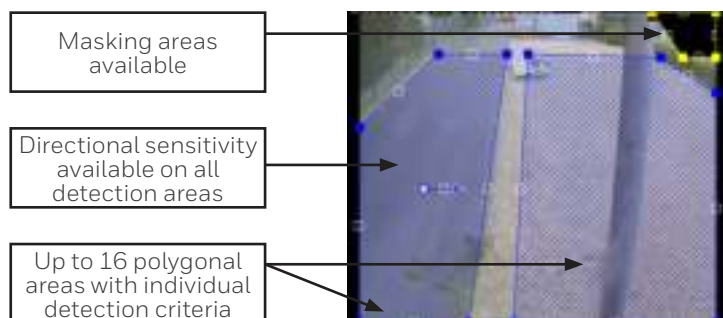 Masking areas
available
Directional sensitivity
available on all
detection areas
Up to 16 polygonal
areas with individual
detection criteria